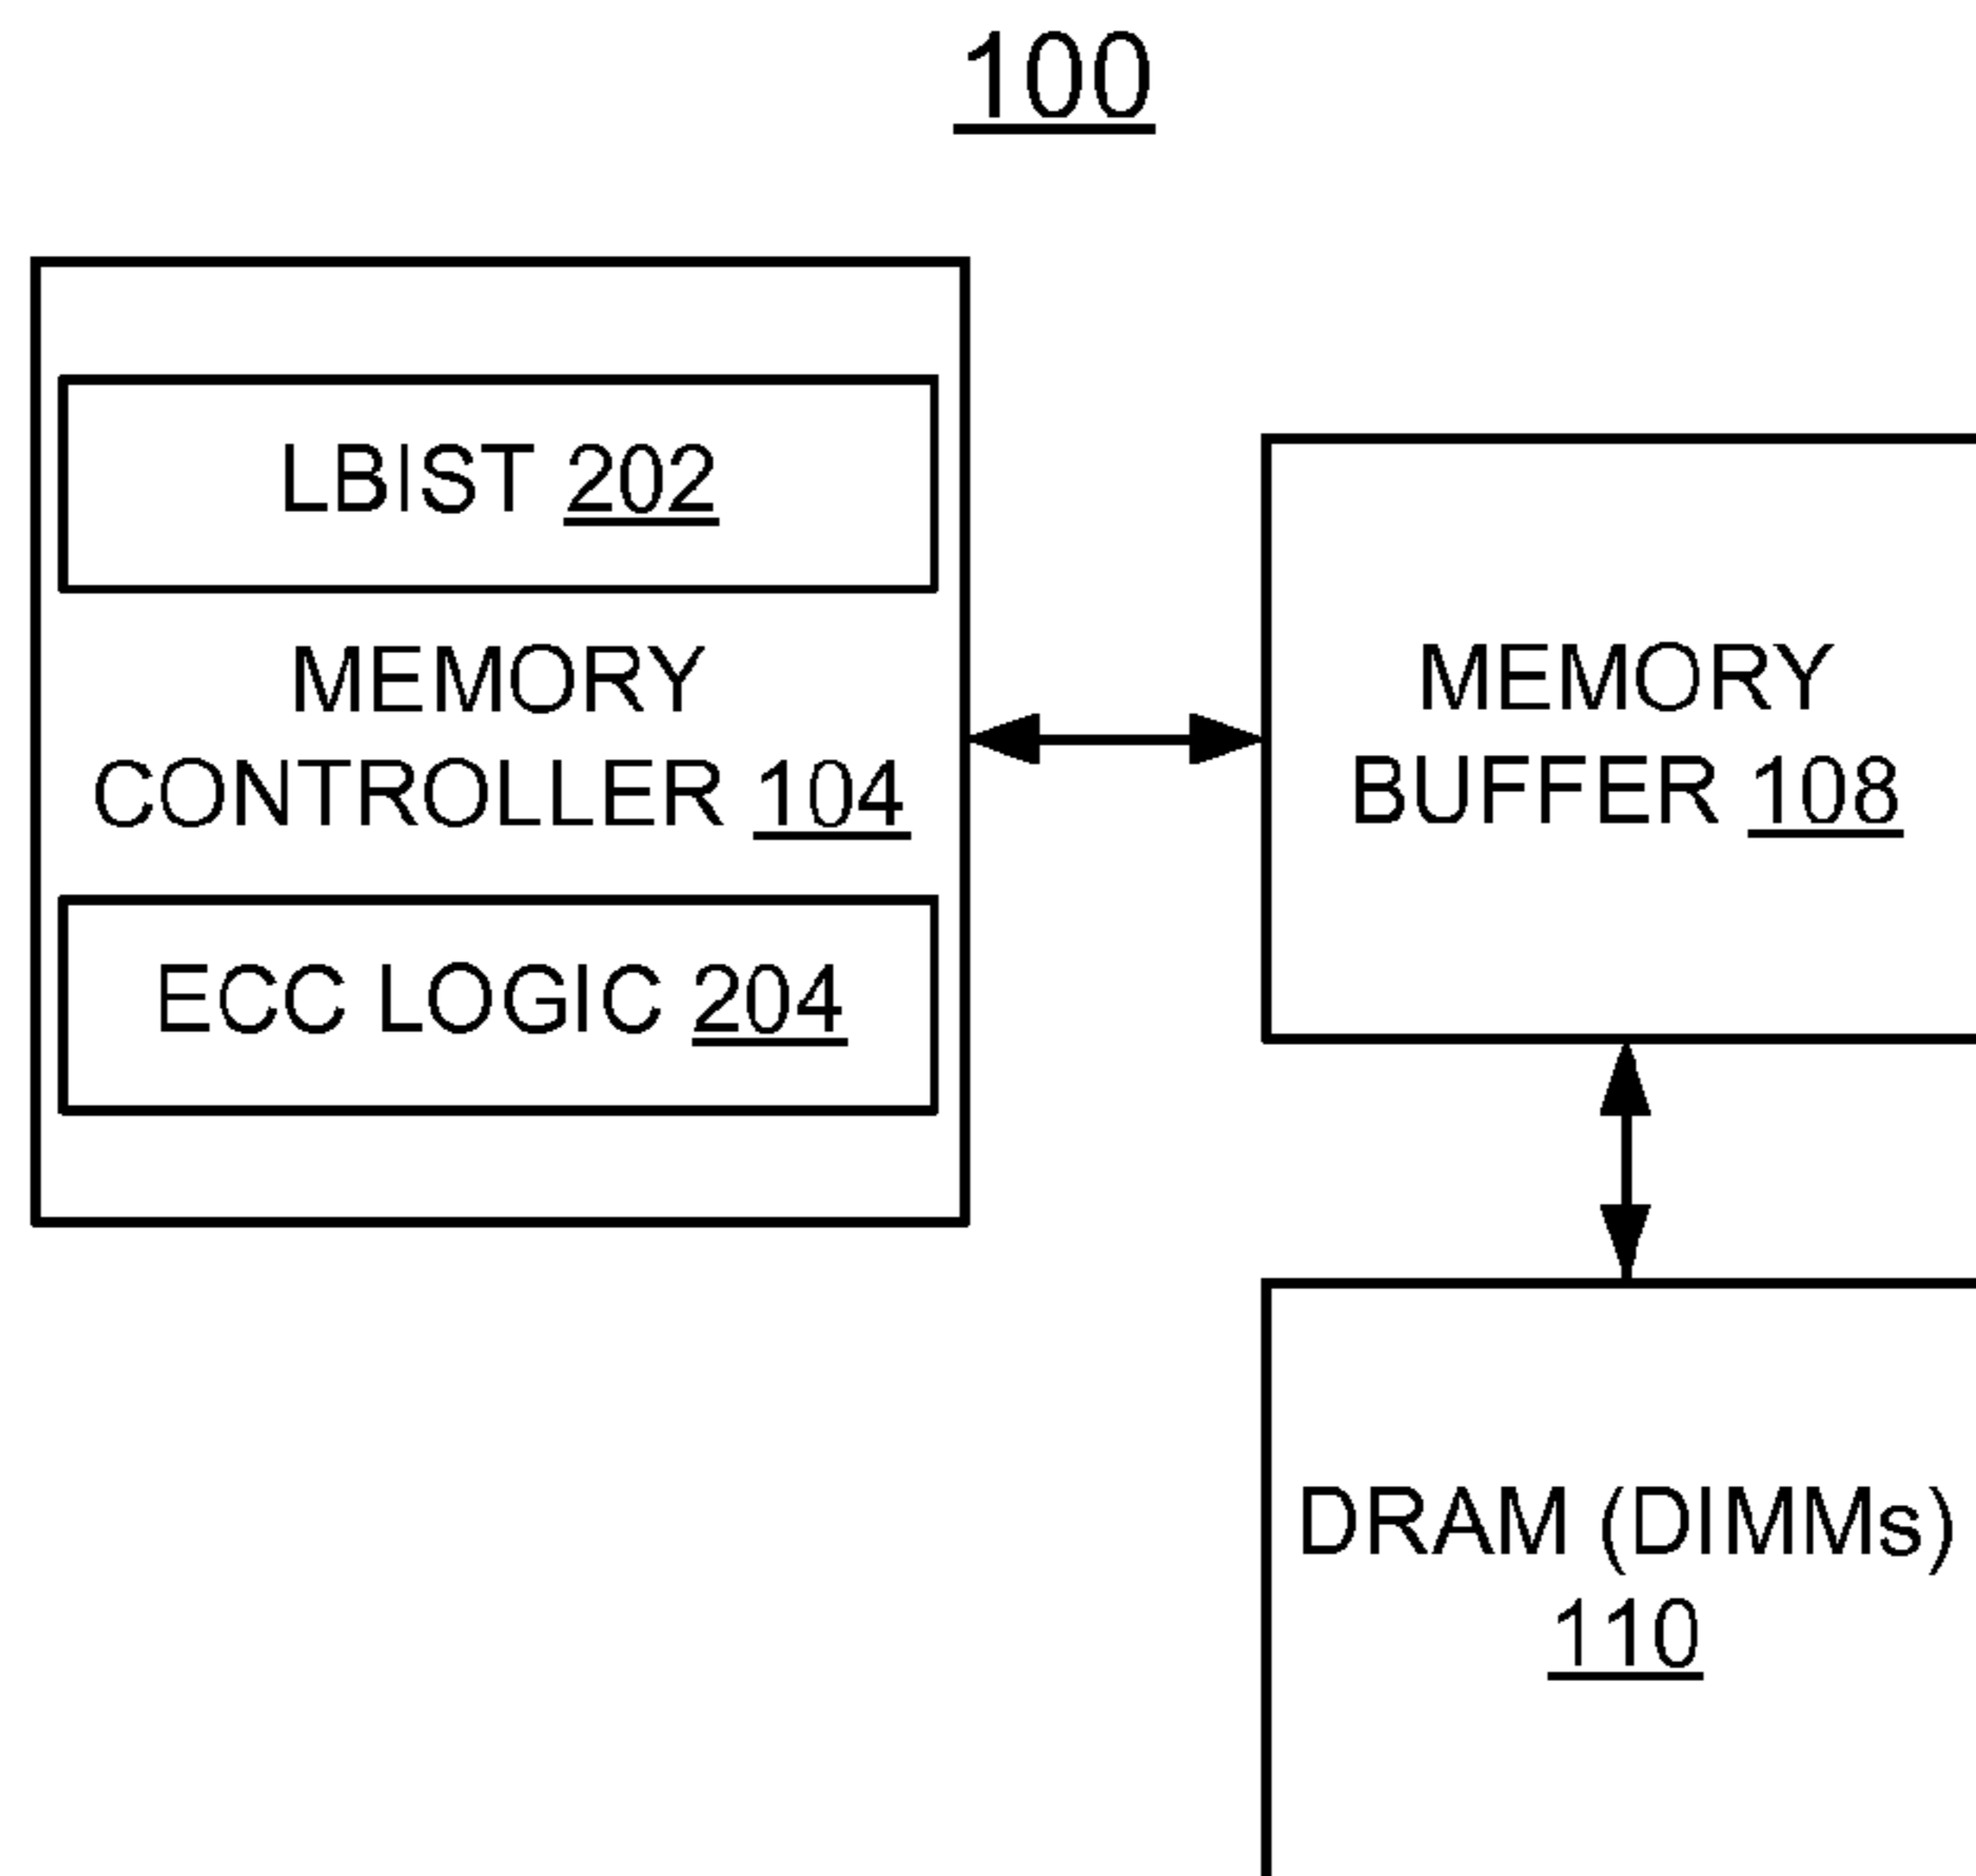 100
LBIST 202
MEMORY
CONTROLLER 104
ECC LOGIC 204
MEMORY
BUFFER 108
DRAM (DIMMs)
110